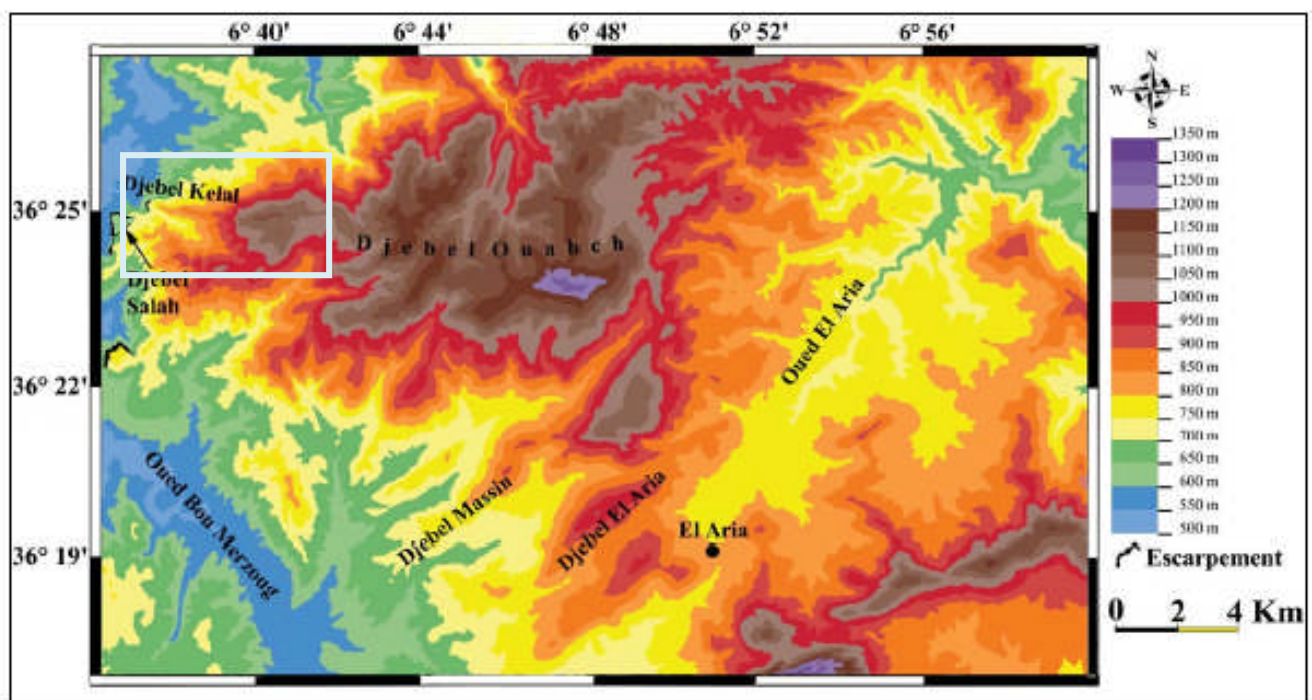 6° 40' 6° 44' 6° 48' 6° 52' 6° 56'
N
W E
S
1350 m
1300 m
1250 m
1200 m
1150 m
1100 m
1050 m
1000 m
950 m
900 m
850 m
800 m
750 m
700 m
650 m
600 m
550 m
500 m
36° 25'
36° 22'
36° 19'
Djebel Kelal
Djebel
Salah
Djebel Ouahch
Oued El Aria
Oued Bou Merzoug
Djebel Massin
Djebel El Aria
El Aria
Escarpement
0 2 4 Km